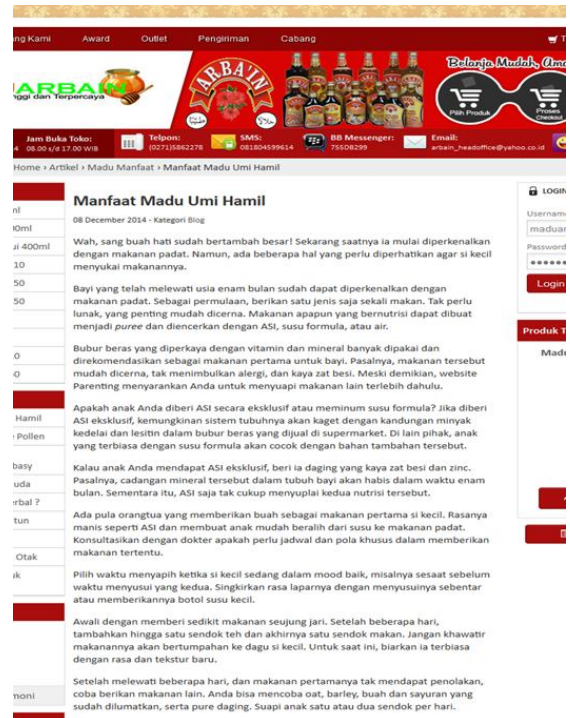 ng Kami
Award
Outlet
Pengiriman
Cabang
ARBAIN
nggi dan Terpercaya
ARBA'IN
Belanja Mudah, Ama
Pilih Produk
Proses Checkout
Jam Buka Toko:
08.00 s/d 17.00 WIB
Telpon:
(0271)5862278
SMS:
081804599614
BB Messenger:
755D8299
Email:
arbain_headoffice@yahoo.co.id
Home › Artikel › Madu Manfaat › Manfaat Madu Umi Hamil
ml
0ml
ui 400ml
10
50
50
0
0
Hamil
Pollen
basy
uda
rbal ?
tun
Otak
uk
moni
Manfaat Madu Umi Hamil
08 December 2014 - Kategori Blog
Wah, sang buah hati sudah bertambah besar! Sekarang saatnya ia mulai diperkenalkan
dengan makanan padat. Namun, ada beberapa hal yang perlu diperhatikan agar si kecil
menyukai makanannya.
Bayi yang telah melewati usia enam bulan sudah dapat diperkenalkan dengan
makanan padat. Sebagai permulaan, berikan satu jenis saja sekali makan. Tak perlu
lunak, yang penting mudah dicerna. Makanan apapun yang bernutrisi dapat dibuat
menjadi puree dan diencerkan dengan ASI, susu formula, atau air.
Bubur beras yang diperkaya dengan vitamin dan mineral banyak dipakai dan
direkomendasikan sebagai makanan pertama untuk bayi. Pasalnya, makanan tersebut
mudah dicerna, tak menimbulkan alergi, dan kaya zat besi. Meski demikian, website
Parenting menyarankan Anda untuk menyuapi makanan lain terlebih dahulu.
Apakah anak Anda diberi ASI secara eksklusif atau meminum susu formula? Jika diberi
ASI eksklusif, kemungkinan sistem tubuhnya akan kaget dengan kandungan minyak
kedelai dan lesitin dalam bubur beras yang dijual di supermarket. Di lain pihak, anak
yang terbiasa dengan susu formula akan cocok dengan bahan tambahan tersebut.
Kalau anak Anda mendapat ASI eksklusif, beri ia daging yang kaya zat besi dan zinc.
Pasalnya, cadangan mineral tersebut dalam tubuh bayi akan habis dalam waktu enam
bulan. Sementara itu, ASI saja tak cukup menyuplai kedua nutrisi tersebut.
Ada pula orangtua yang memberikan buah sebagai makanan pertama si kecil. Rasanya
manis seperti ASI dan membuat anak mudah beralih dari susu ke makanan padat.
Konsultasikan dengan dokter apakah perlu jadwal dan pola khusus dalam memberikan
makanan tertentu.
Pilih waktu menyapih ketika si kecil sedang dalam mood baik, misalnya sesaat sebelum
waktu menyusui yang kedua. Singkirkan rasa laparnya dengan menyusuinya sebentar
atau memberikannya botol susu kecil.
Awali dengan memberi sedikit makanan seujung jari. Setelah beberapa hari,
tambahkan hingga satu sendok teh dan akhirnya satu sendok makan. Jangan khawatir
makanannya akan bertumpahan ke dagu si kecil. Untuk saat ini, biarkan ia terbiasa
dengan rasa dan tekstur baru.
Setelah melewati beberapa hari, dan makanan pertamanya tak mendapat penolakan,
coba berikan makanan lain. Anda bisa mencoba oat, barley, buah dan sayuran yang
sudah dilumatkan, serta pure daging. Suapi anak satu atau dua sendok per hari.
LOGIN
Username
maduar
Password
Login
Produk T
Madu